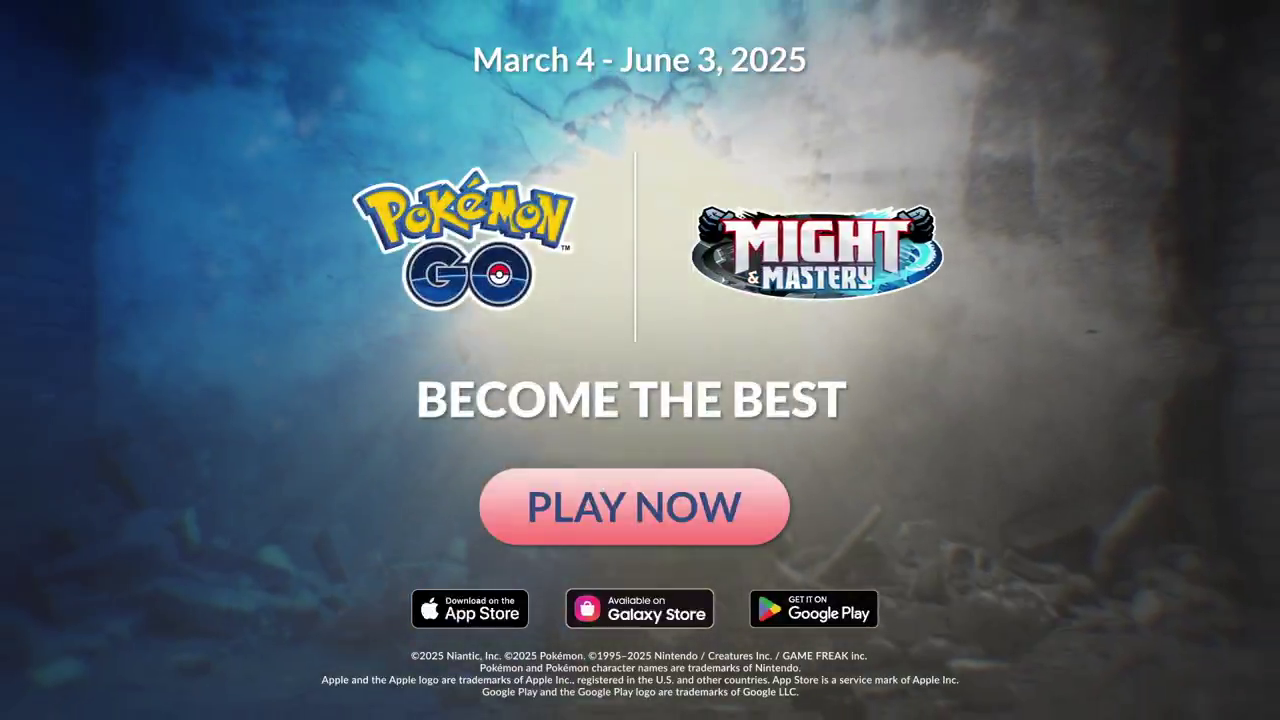 March 4 - June 3, 2025
POKéMON
GO
TM
MIGHT
& MASTERY
BECOME THE BEST
PLAY NOW
Download on the
App Store
Available on
Galaxy Store
GET IT ON
Google Play
©2025 Niantic, Inc. ©2025 Pokémon. ©1995–2025 Nintendo / Creatures Inc. / GAME FREAK inc.
Pokémon and Pokémon character names are trademarks of Nintendo.
Apple and the Apple logo are trademarks of Apple Inc., registered in the U.S. and other countries. App Store is a service mark of Apple Inc.
Google Play and the Google Play logo are trademarks of Google LLC.